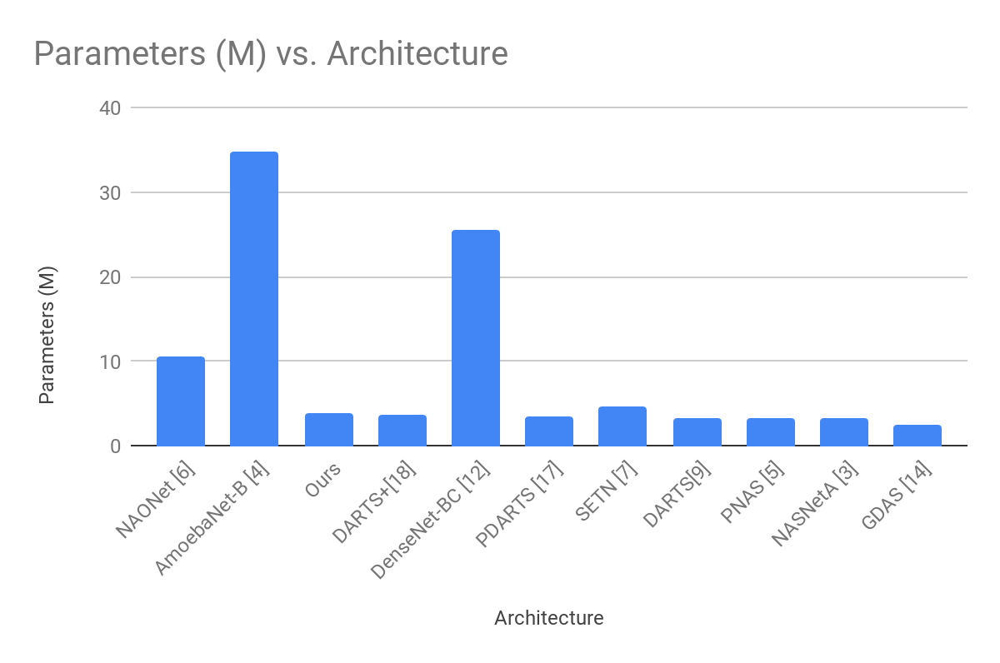 Parameters (M) vs. Architecture
40
30
20
10
0
Parameters (M)
NAONet [6]
AmoebaNet-B [4]
Ours
DARTS+[18]
DenseNet-BC [12]
PDARTS [17]
SETN [7]
DARTS[9]
PNAS [5]
NASNetA [3]
GDAS [14]
Architecture